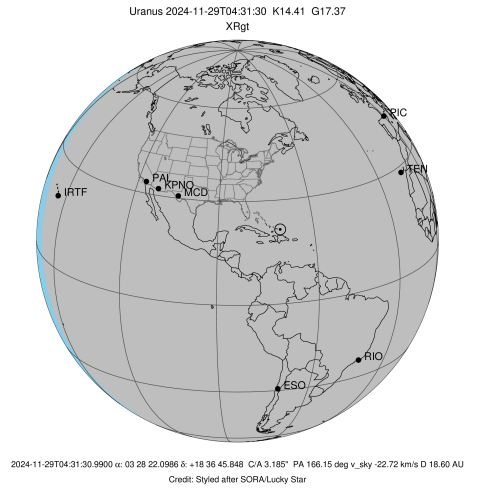 Uranus 2024-11-29T04:31:30 K14.41 G17.37
XRgt
PIC
TEN
PAL
KPNO
MCD
IRTF
RIO
ESO
2024-11-29T04:31:30.9900 α: 03 28 22.0986 δ: +18 36 45.848 C/A 3.185" PA 166.15 deg v_sky -22.72 km/s D 18.60 AU
Credit: Styled after SORA/Lucky Star